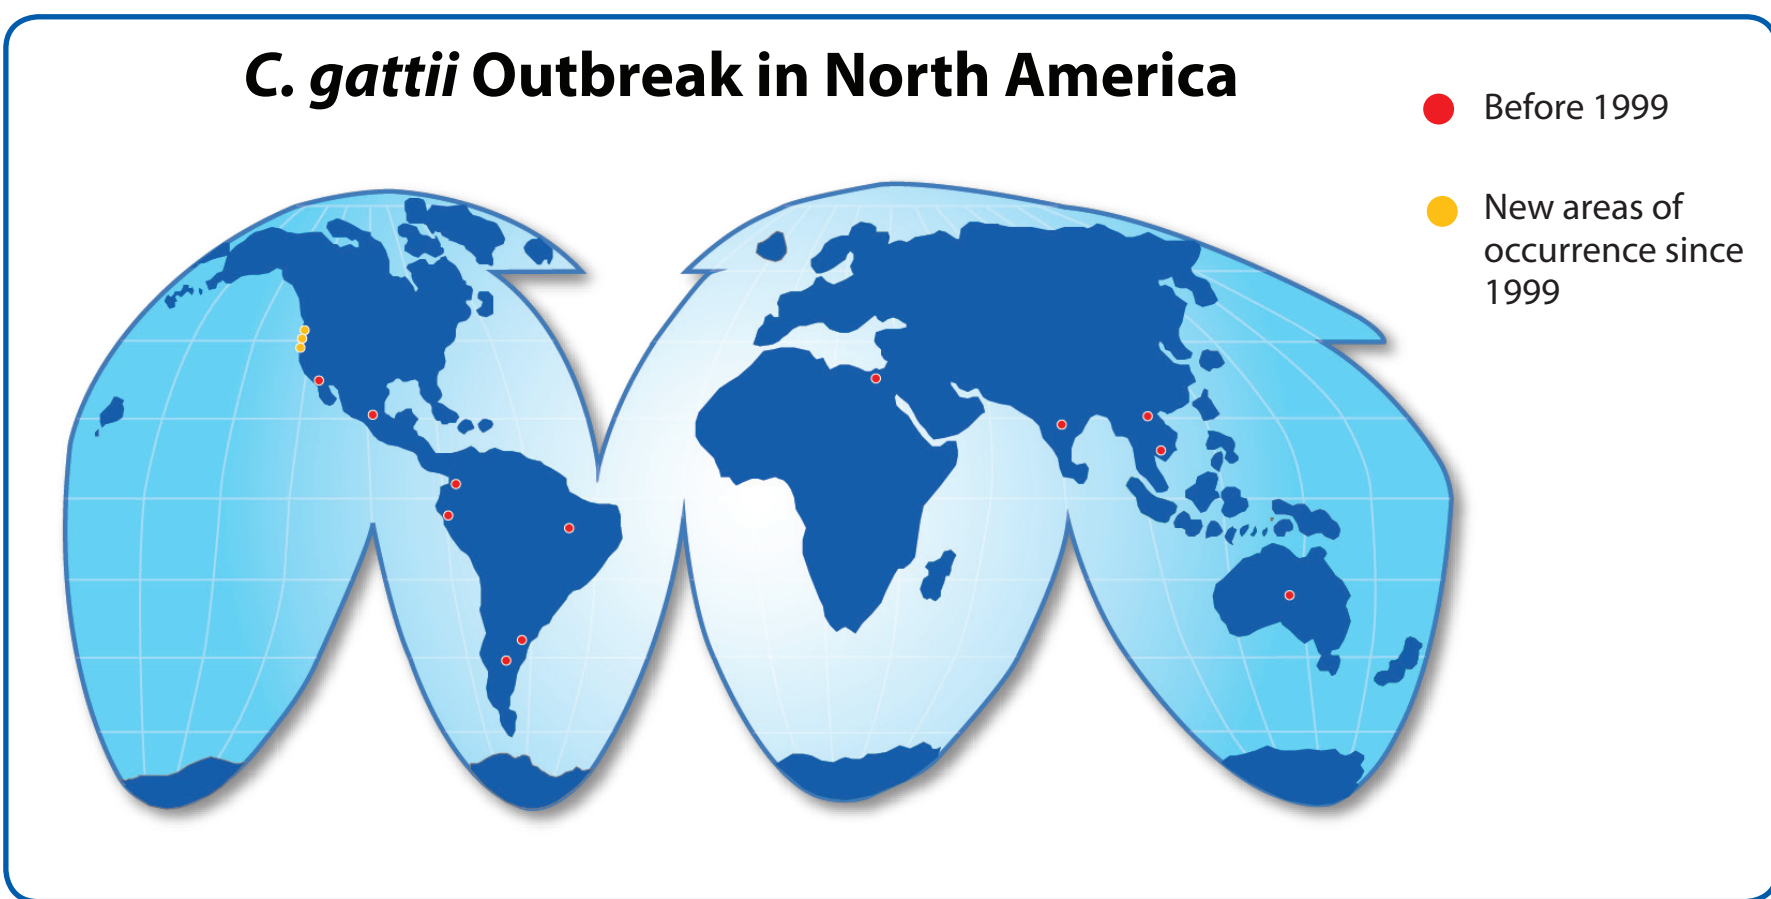 C. gattii Outbreak in North America
Before 1999
New areas of
occurrence since
1999